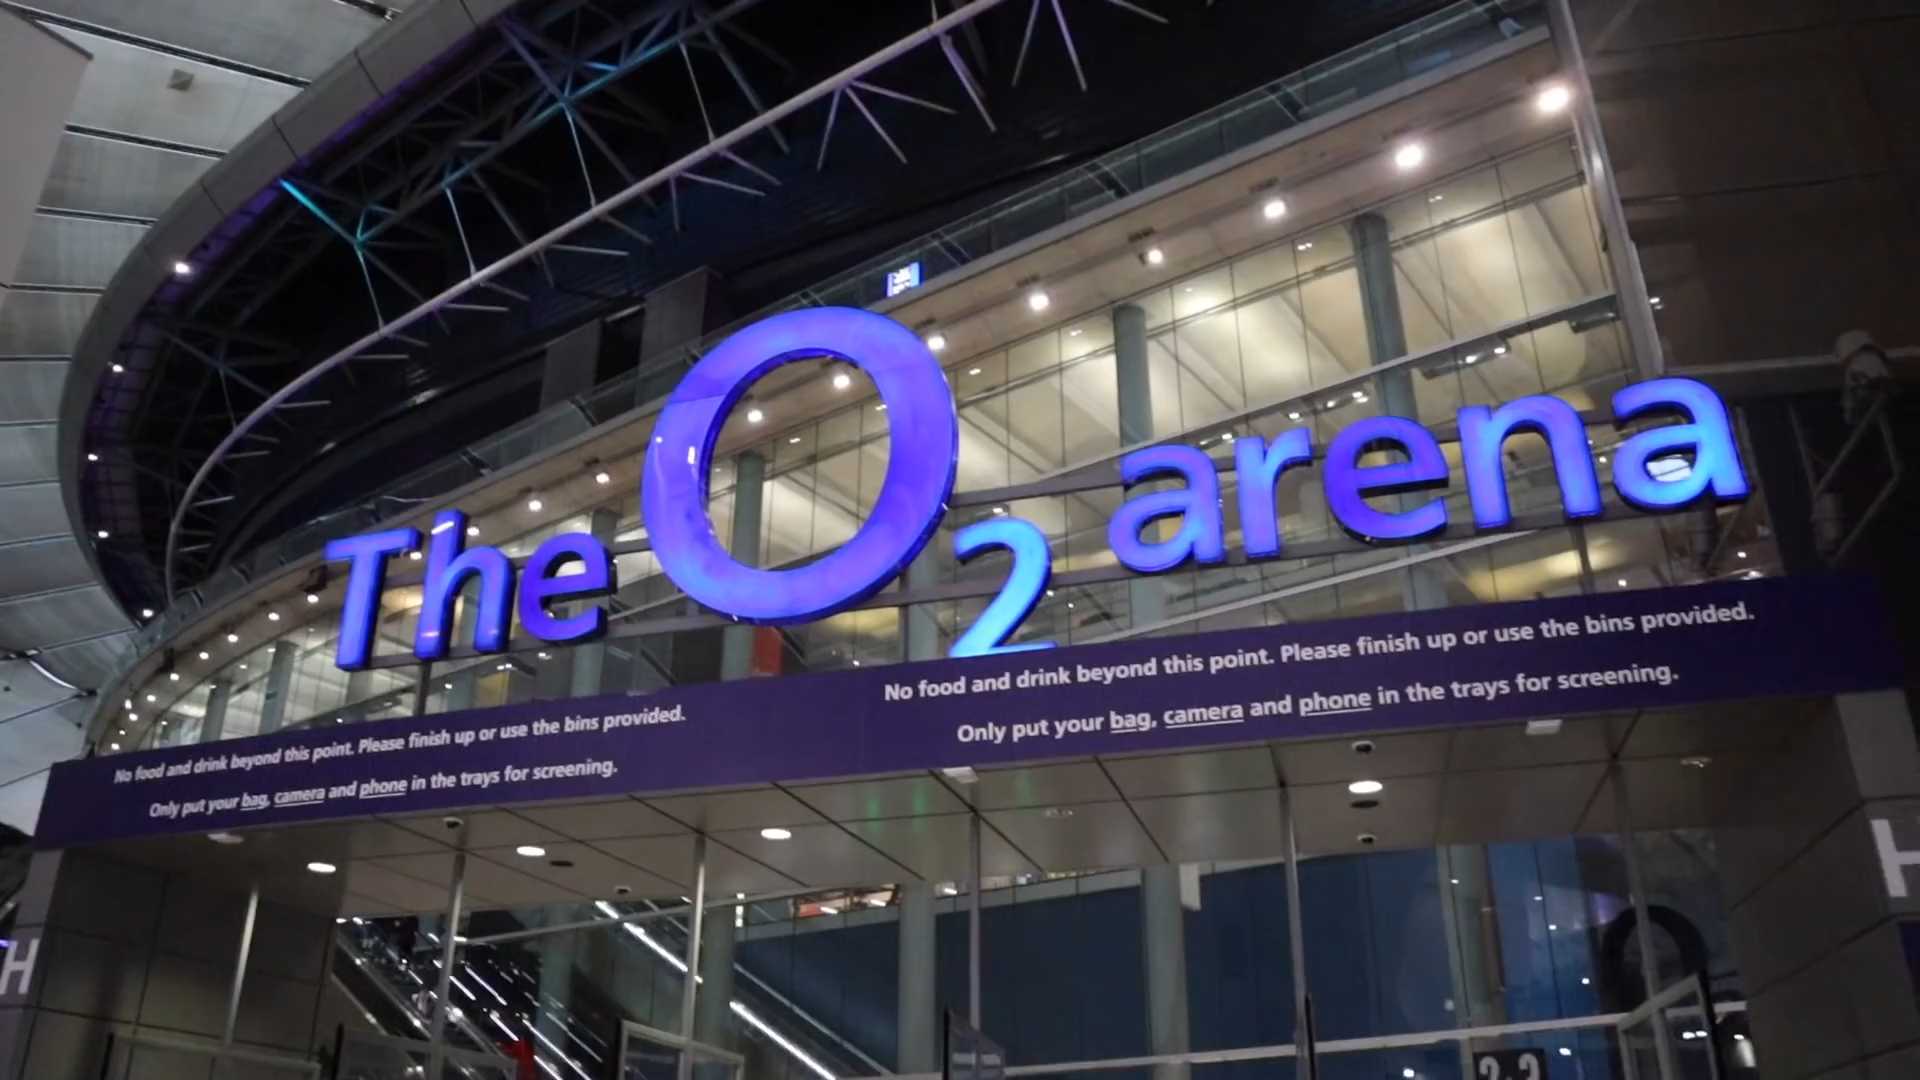 The O2 arena
No food and drink beyond this point. Please finish up or use the bins provided.
Only put your bag, camera and phone in the trays for screening.
No food and drink beyond this point. Please finish up or use the bins provided.
Only put your bag, camera and phone in the trays for screening.
H
H